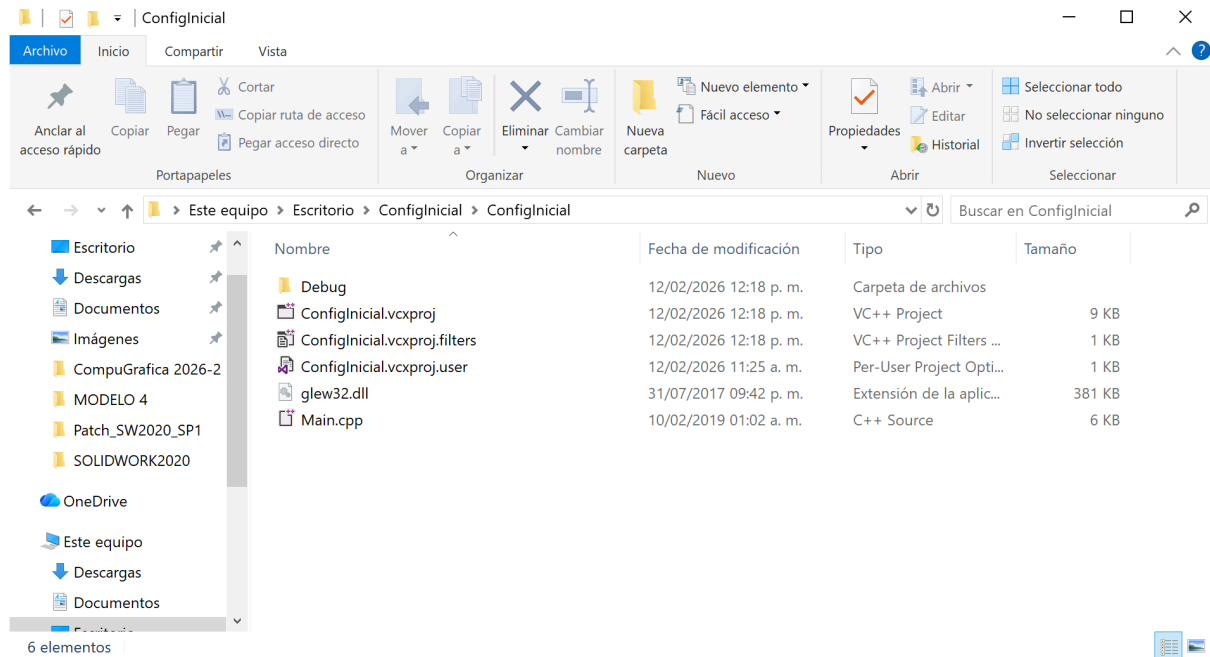 ConfigInicial
Archivo Inicio Compartir Vista
Anclar al acceso rápido
Copiar
Pegar
Cortar
Copiar ruta de acceso
Pegar acceso directo
Portapapeles
Mover a
Copiar a
Eliminar
Cambiar nombre
Organizar
Nueva carpeta
Nuevo elemento
Fácil acceso
Nuevo
Propiedades
Abrir
Editar
Historial
Abrir
Seleccionar todo
No seleccionar ninguno
Invertir selección
Seleccionar
Este equipo > Escritorio > ConfigInicial > ConfigInicial
Buscar en ConfigInicial
Escritorio
Descargas
Documentos
Imágenes
CompuGrafica 2026-2
MODELO 4
Patch_SW2020_SP1
SOLIDWORK2020
OneDrive
Este equipo
Descargas
Documentos
Escritorio
Nombre Fecha de modificación Tipo Tamaño
Debug 12/02/2026 12:18 p. m. Carpeta de archivos
ConfigInicial.vcxproj 12/02/2026 12:18 p. m. VC++ Project 9 KB
ConfigInicial.vcxproj.filters 12/02/2026 12:18 p. m. VC++ Project Filters ... 1 KB
ConfigInicial.vcxproj.user 12/02/2026 11:25 a. m. Per-User Project Opti... 1 KB
glew32.dll 31/07/2017 09:42 p. m. Extensión de la aplic... 381 KB
Main.cpp 10/02/2019 01:02 a. m. C++ Source 6 KB
6 elementos